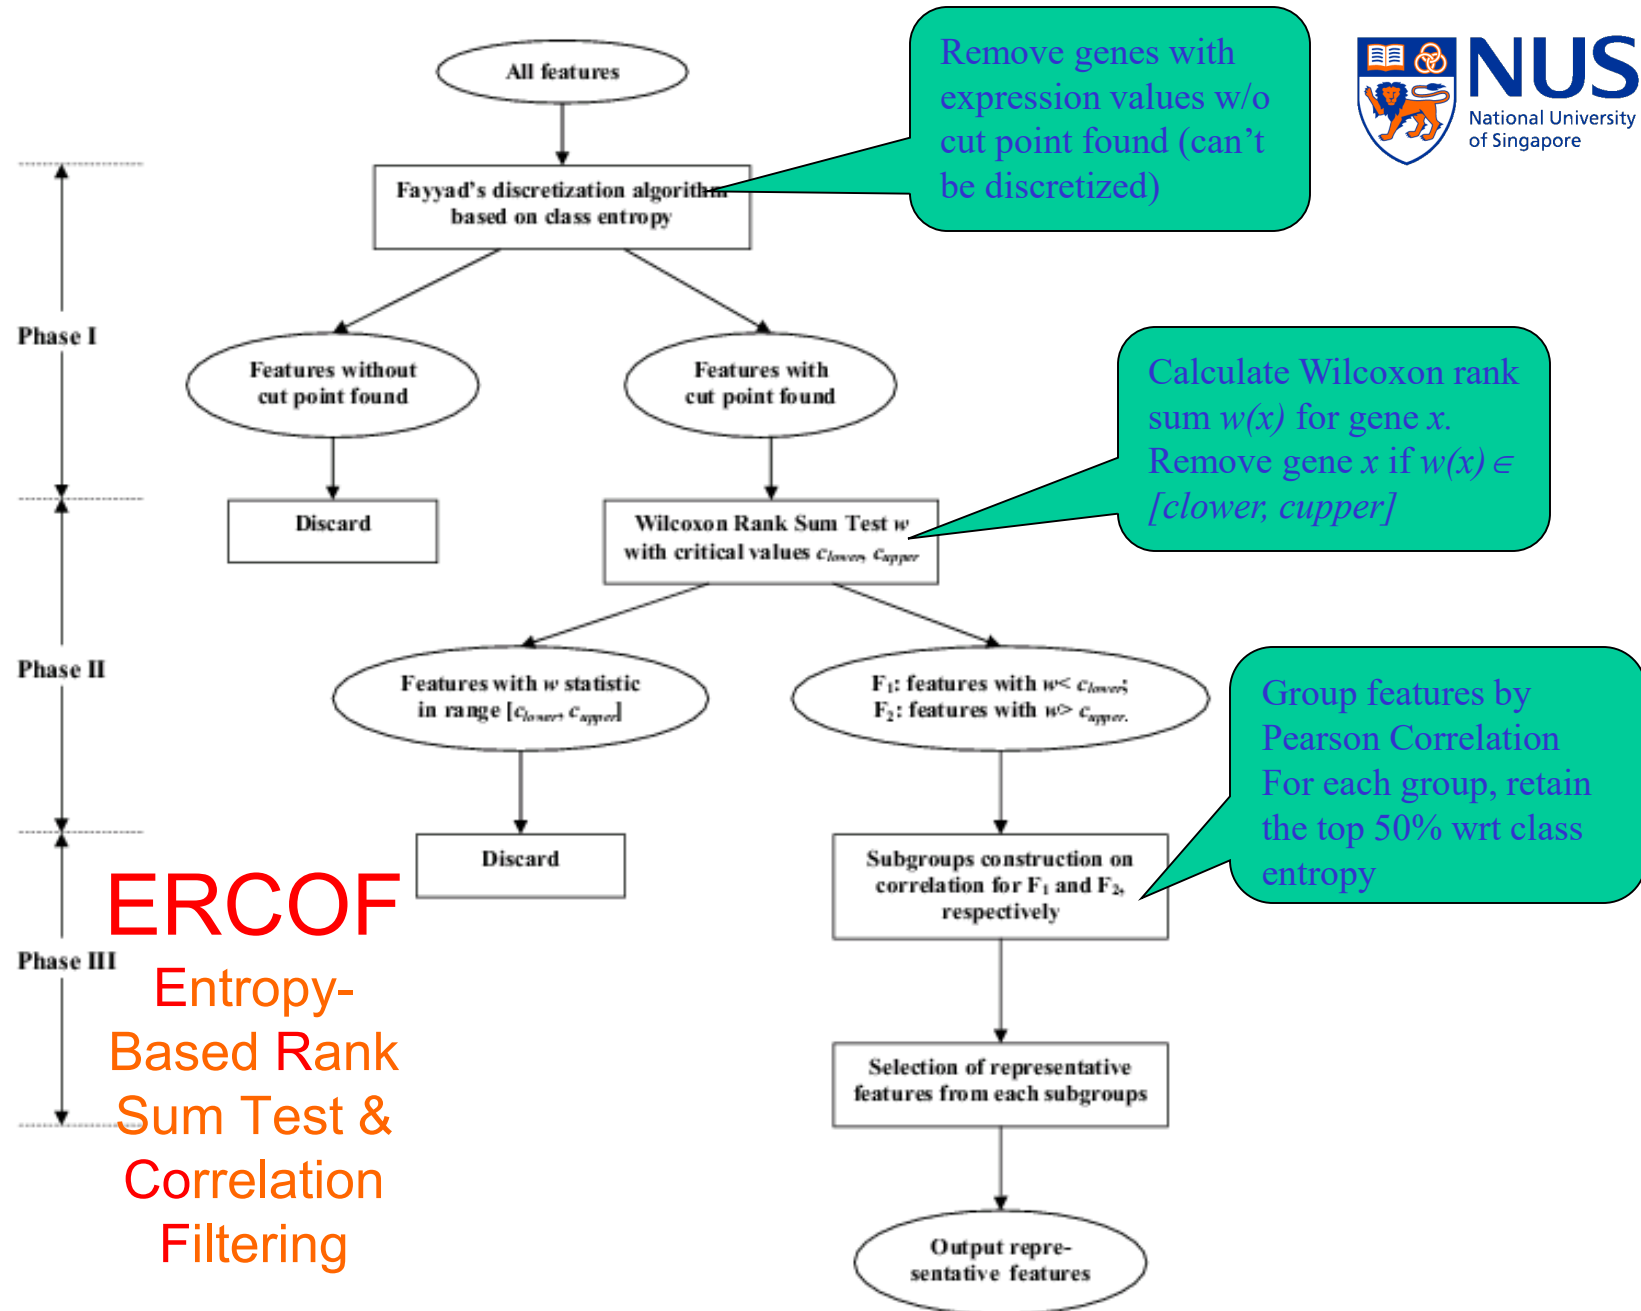 All features
Remove genes with
expression values w/o
cut point found (can't
be discretized)
NUS
National University
of Singapore
Fayyad's discretization algorithm
based on class entropy
Phase I
Features without
cut point found
Features with
cut point found
Calculate Wilcoxon rank
sum w(x) for gene x.
Remove gene x if w(x) ∈
[clower, cupper]
Discard
Wilcoxon Rank Sum Test w
with critical values clower, cupper
Phase II
Features with w statistic
in range [clower, cupper]
F1: features with w< clower;
F2: features with w> cupper.
Group features by
Pearson Correlation
For each group, retain
the top 50% wrt class
entropy
Discard
Subgroups construction on
correlation for F1 and F2,
respectively
Phase III
ERCOF
Entropy-
Based Rank
Sum Test &
Correlation
Filtering
Selection of representative
features from each subgroups
Output repre-
sentative features